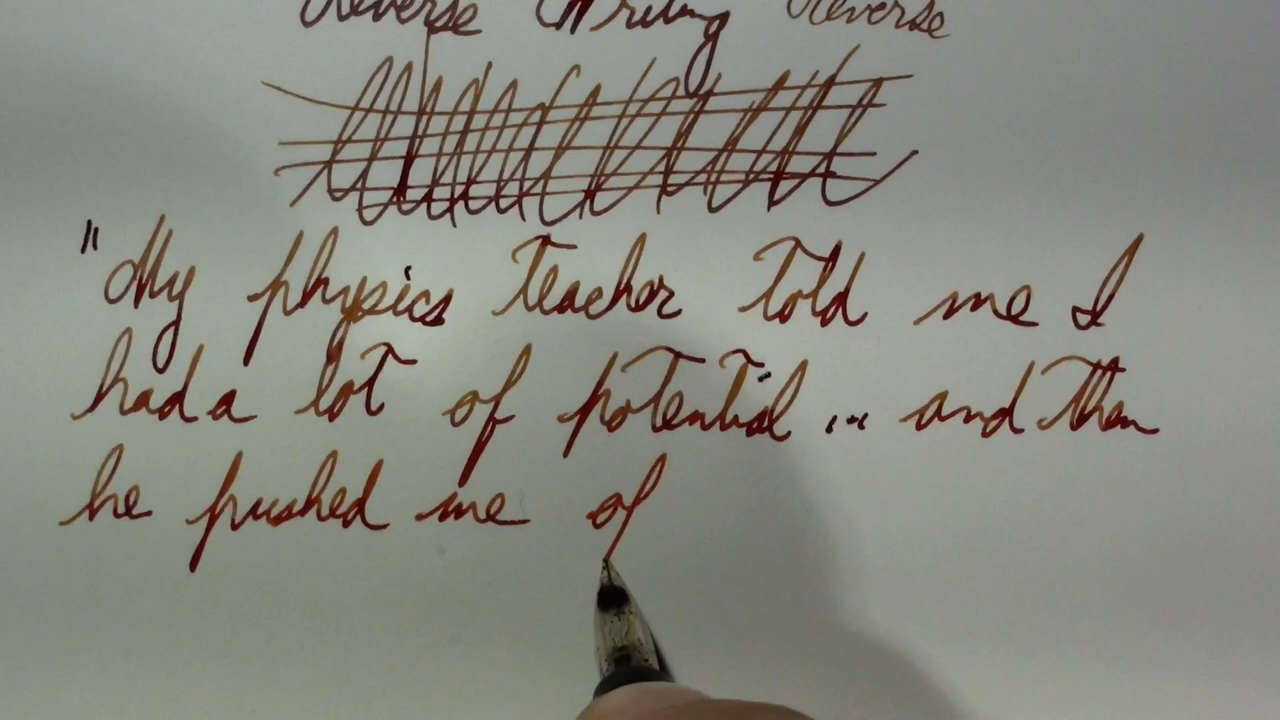 Reverse Writing Reverse
"My physics teacher told me I
had a lot of potential... and then
he pushed me of